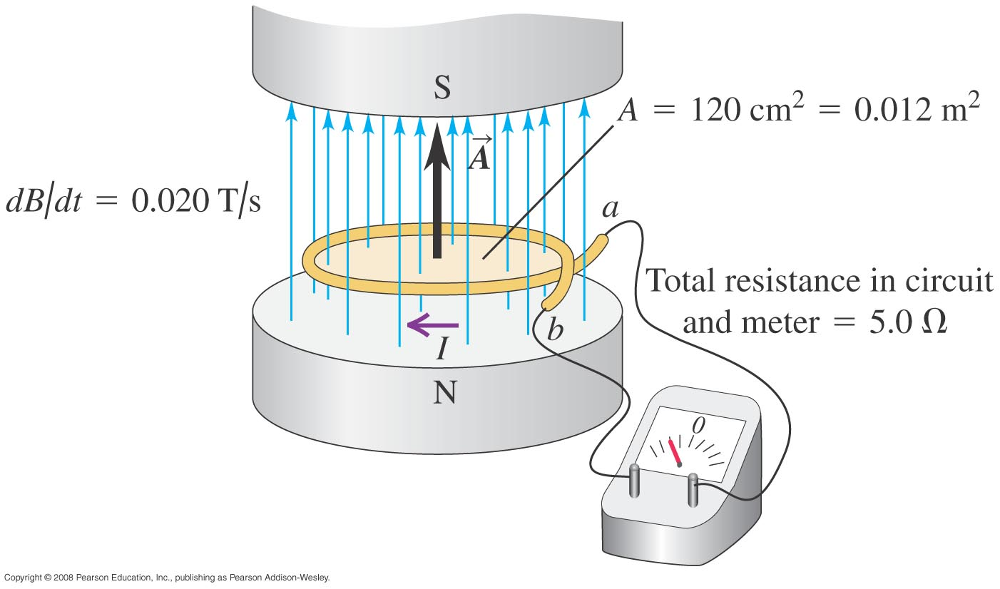 S
A = 120 cm² = 0.012 m²
A⃗
dB/dt = 0.020 T/s
a
Total resistance in circuit
and meter = 5.0 Ω
b
I
N
0
Copyright © 2008 Pearson Education, Inc., publishing as Pearson Addison-Wesley.